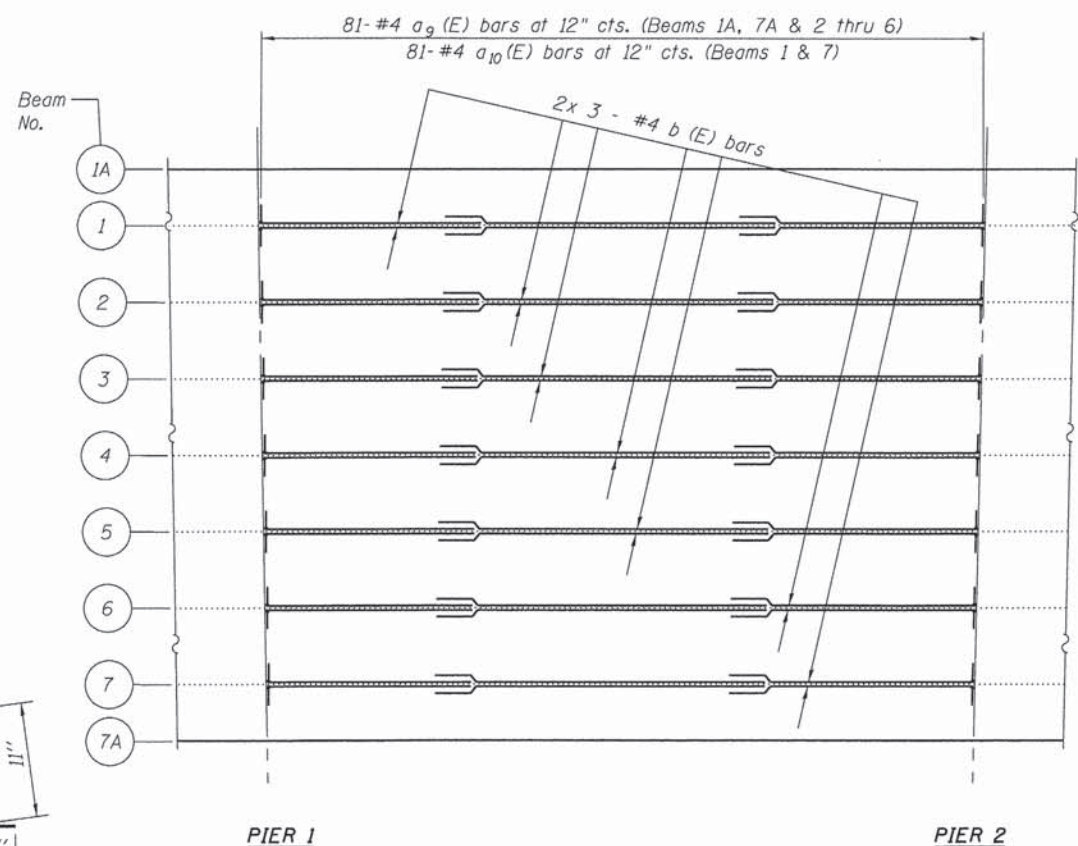 81- #4 a9 (E) bars at 12" cts. (Beams 1A, 7A & 2 thru 6)
81- #4 a10 (E) bars at 12" cts. (Beams 1 & 7)
Beam
No.
2x 3 - #4 b (E) bars
1A
1
2
3
4
5
6
7
7A
11"
PIER 1
PIER 2